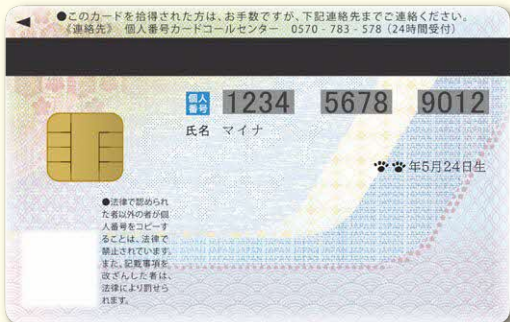 ●このカードを拾得された方は、お手数ですが、下記連絡先までご連絡ください。
《連絡先》 個人番号カードコールセンター 0570-783-578（24時間受付）
個人番号 1234 5678 9012
氏名 マイナ
年5月24日生
●法律で認められ
た者以外の者が個
人番号をコピーす
ることは、法律で
禁止されています。
また、記載事項を
改ざんした者は、
法律により罰せら
れます。